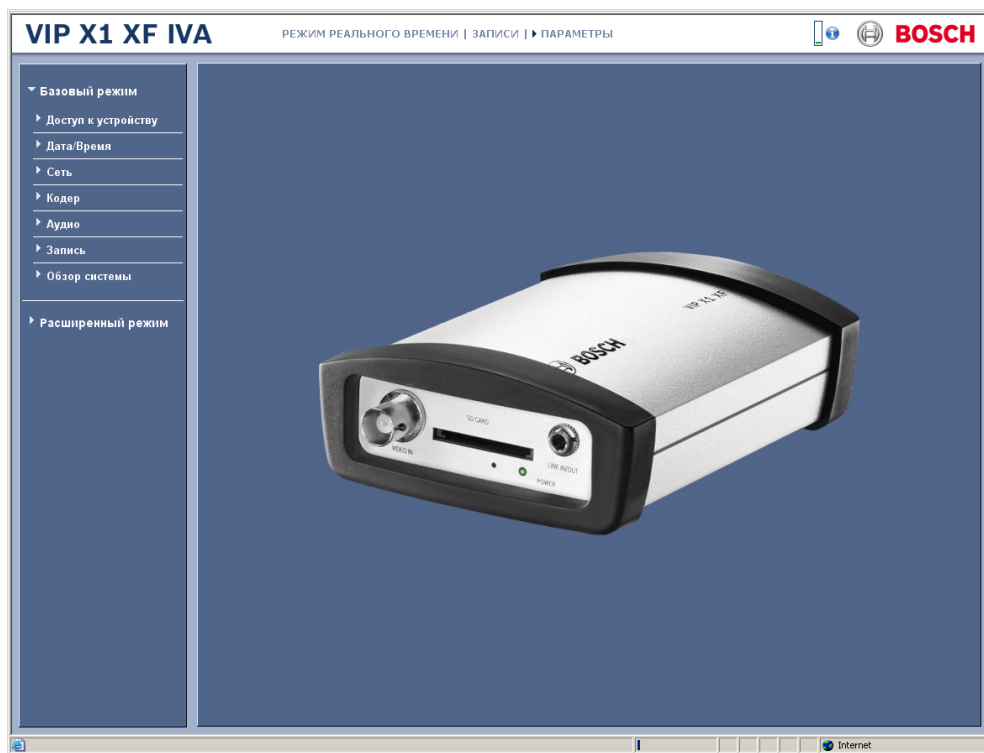 VIP X1 XF IVA
РЕЖИМ РЕАЛЬНОГО ВРЕМЕНИ | ЗАПИСИ | ПАРАМЕТРЫ
BOSCH
Базовый режим
Доступ к устройству
Дата/Время
Сеть
Кодер
Аудио
Запись
Обзор системы
Расширенный режим
VIP X1 XF
BOSCH
SD CARD
VIDEO IN
LINE IN/OUT
POWER
Internet